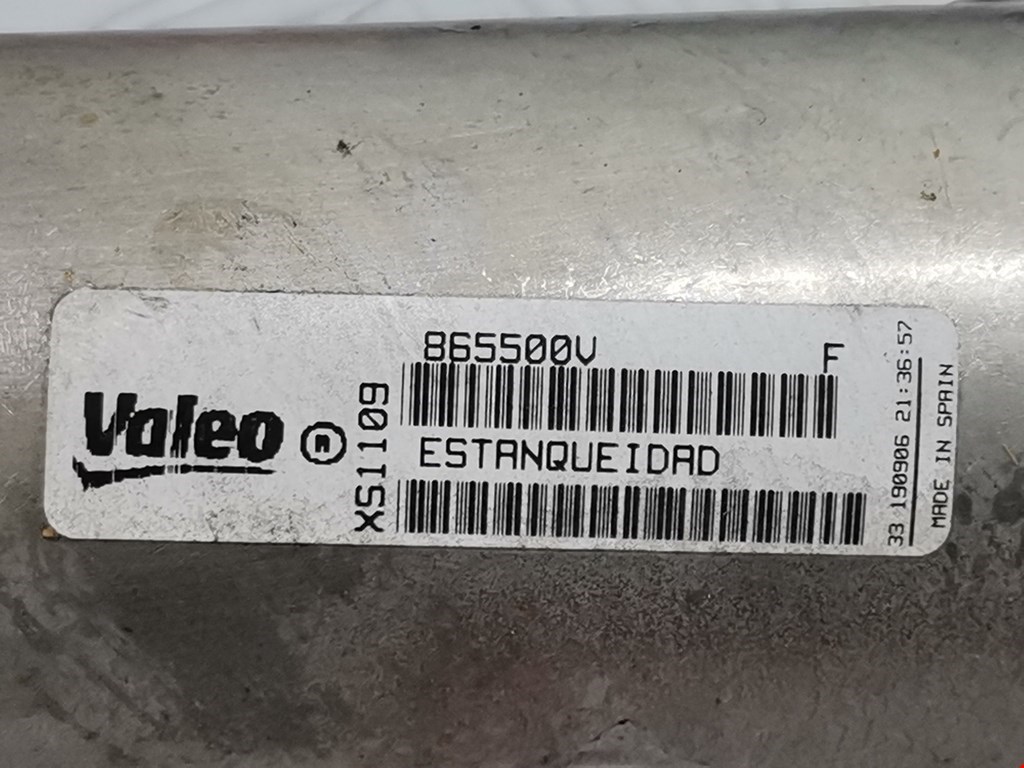 Valeo ®
XS1109
865500V
F
ESTANQUEIDAD
33 190906 21:36:57
MADE IN SPAIN